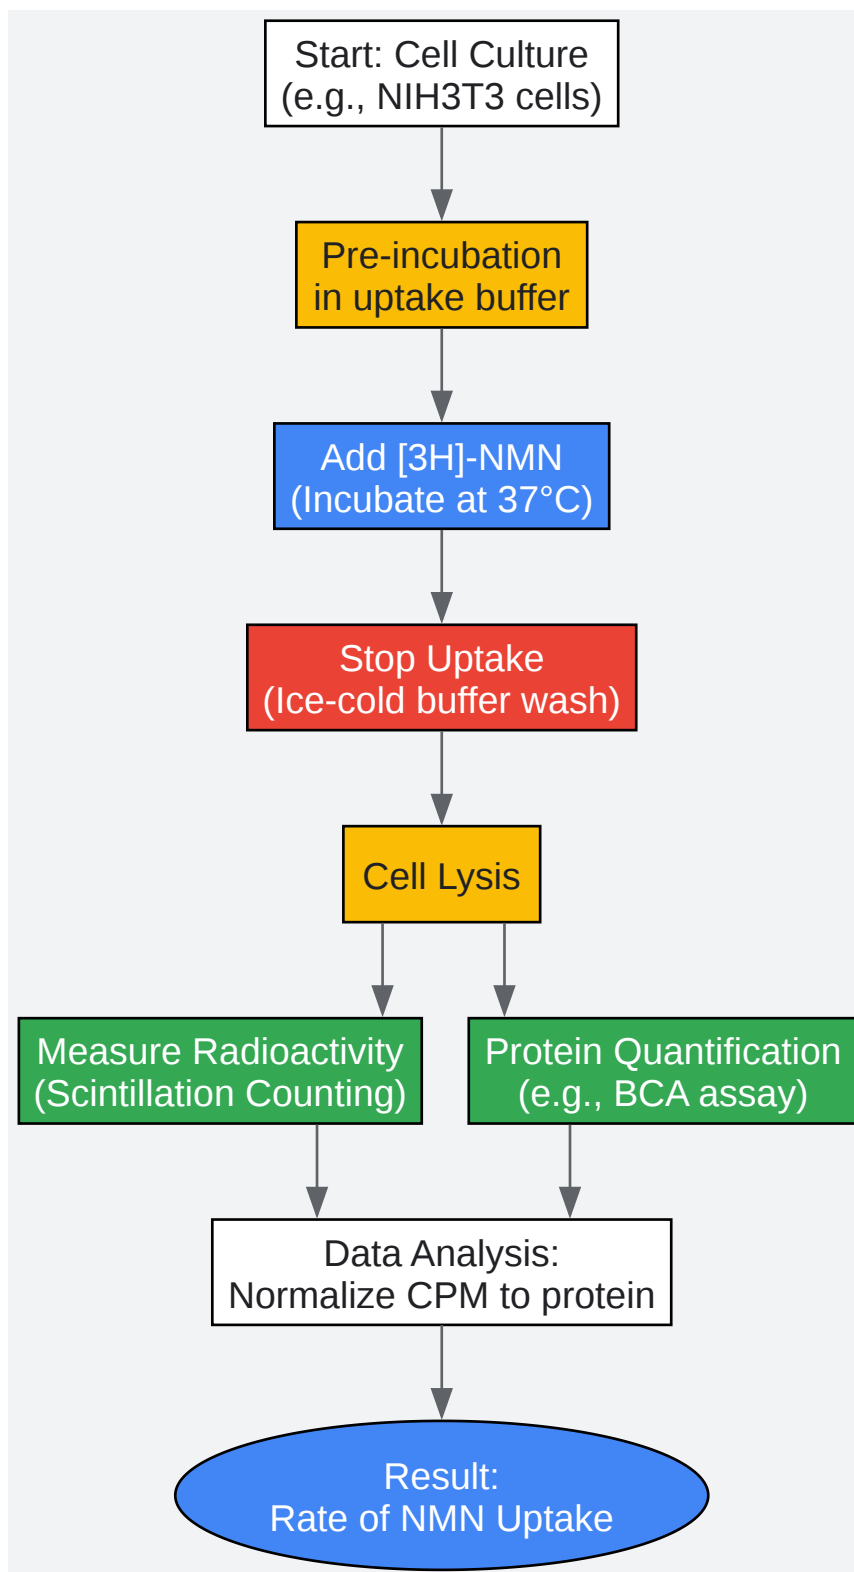 Start: Cell Culture
(e.g., NIH3T3 cells)
Pre-incubation
in uptake buffer
Add [3H]-NMN
(Incubate at 37°C)
Stop Uptake
(Ice-cold buffer wash)
Cell Lysis
Measure Radioactivity
(Scintillation Counting)
Protein Quantification
(e.g., BCA assay)
Data Analysis:
Normalize CPM to protein
Result:
Rate of NMN Uptake